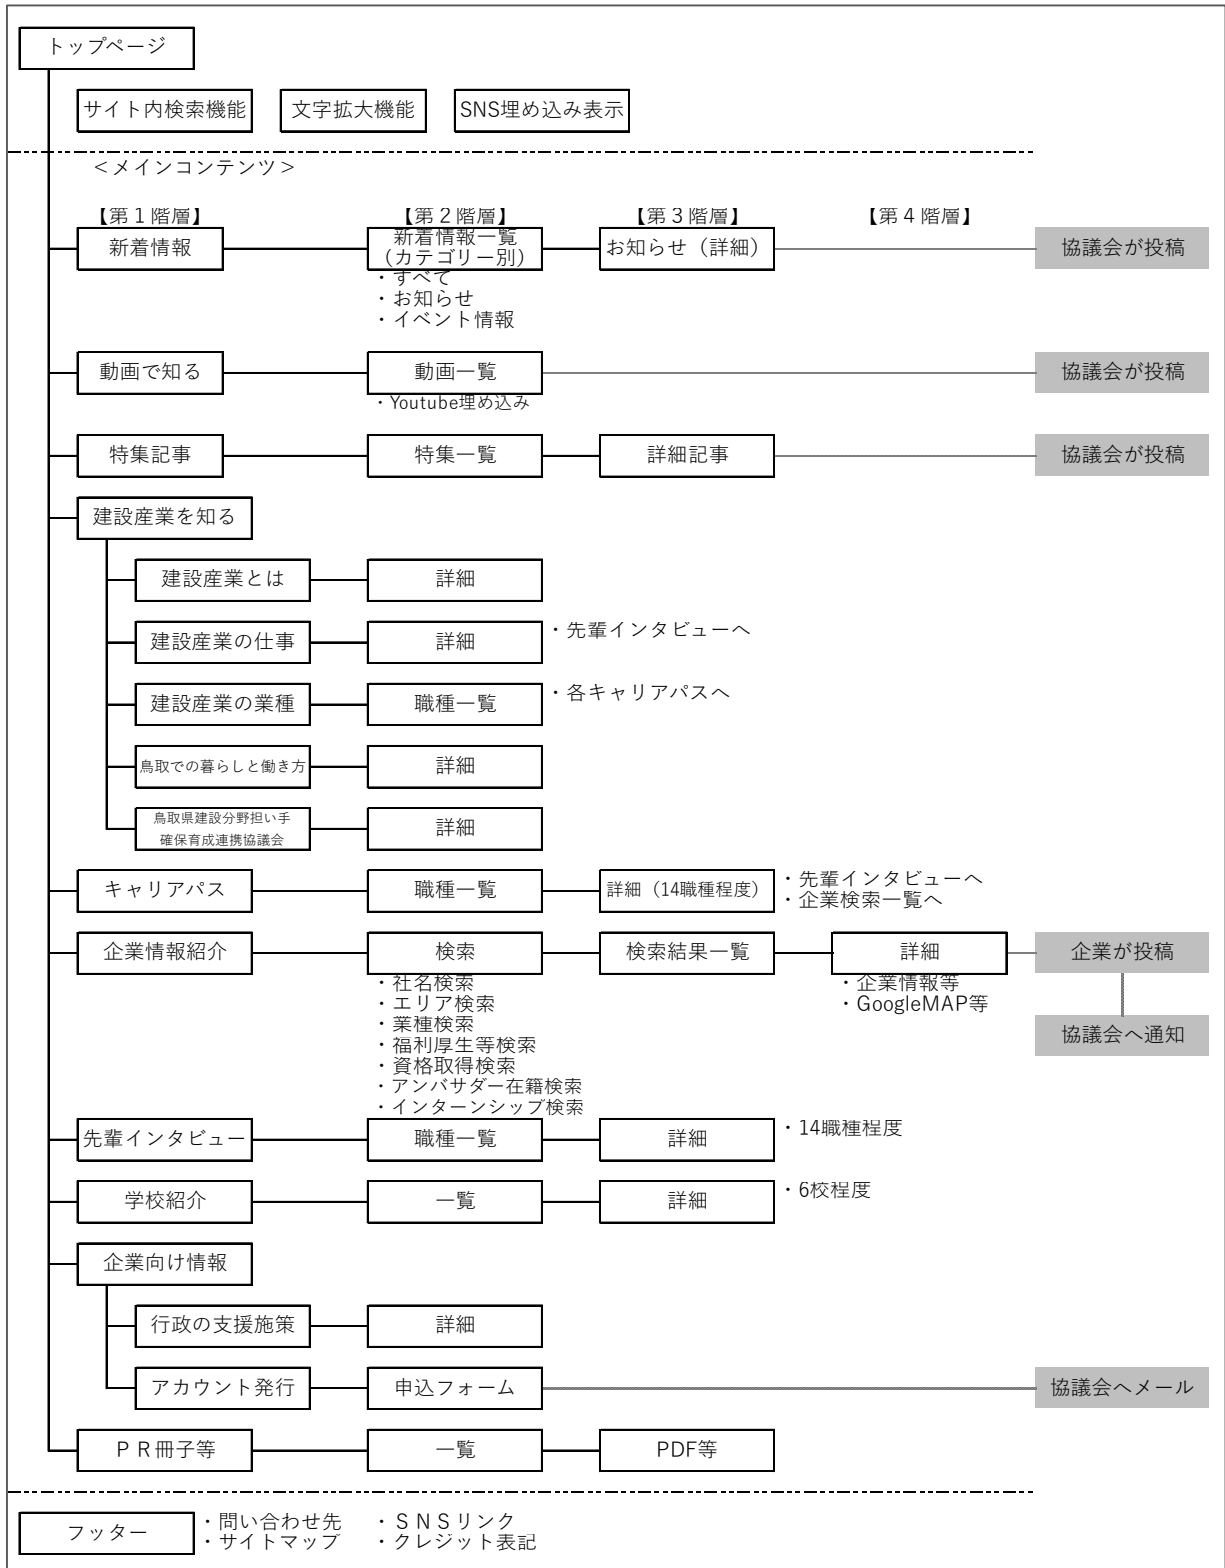 トップページ
サイト内検索機能
文字拡大機能
SNS埋め込み表示
＜メインコンテンツ＞
【第１階層】
【第２階層】
【第３階層】
【第４階層】
新着情報
新着情報一覧
（カテゴリー別）
お知らせ（詳細）
協議会が投稿
・すべて
・お知らせ
・イベント情報
動画で知る
動画一覧
協議会が投稿
・Youtube埋め込み
特集記事
特集一覧
詳細記事
協議会が投稿
建設産業を知る
建設産業とは
詳細
建設産業の仕事
詳細
・先輩インタビューへ
建設産業の業種
職種一覧
・各キャリアパスへ
鳥取での暮らしと働き方
詳細
鳥取県建設分野担い手
確保育成連携協議会
詳細
キャリアパス
職種一覧
詳細（14職種程度）
・先輩インタビューへ
・企業検索一覧へ
企業情報紹介
検索
検索結果一覧
詳細
企業が投稿
・社名検索
・エリア検索
・業種検索
・福利厚生等検索
・資格取得検索
・アンバサダー在籍検索
・インターンシップ検索
・企業情報等
・GoogleMAP等
協議会へ通知
先輩インタビュー
職種一覧
詳細
・14職種程度
学校紹介
一覧
詳細
・6校程度
企業向け情報
行政の支援施策
詳細
アカウント発行
申込フォーム
協議会へメール
ＰＲ冊子等
一覧
PDF等
フッター
・問い合わせ先
・サイトマップ
・ＳＮＳリンク
・クレジット表記